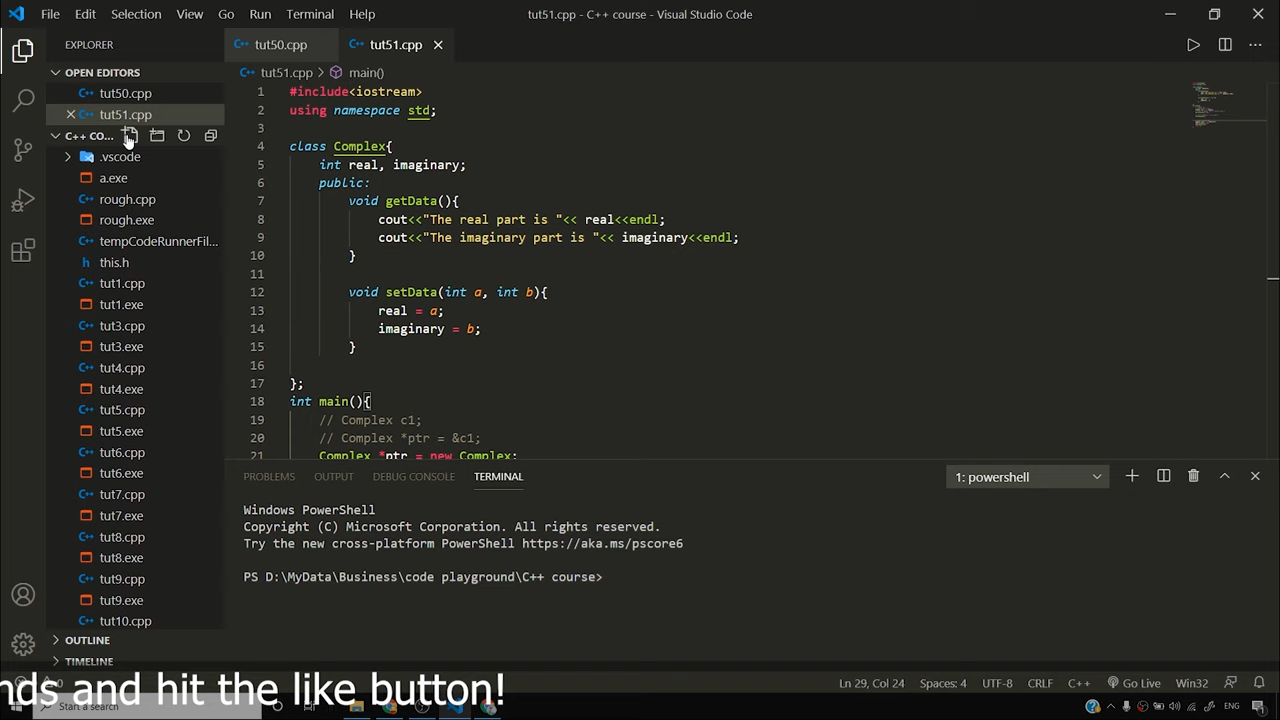 File Edit Selection View Go Run Terminal Help tut51.cpp - C++ course - Visual Studio Code
EXPLORER
OPEN EDITORS
tut50.cpp
tut51.cpp
C++ CO...
.vscode
a.exe
rough.cpp
rough.exe
tempCodeRunnerFil...
this.h
tut1.cpp
tut1.exe
tut3.cpp
tut3.exe
tut4.cpp
tut4.exe
tut5.cpp
tut5.exe
tut6.cpp
tut6.exe
tut7.cpp
tut7.exe
tut8.cpp
tut8.exe
tut9.cpp
tut9.exe
tut10.cpp
OUTLINE
TIMELINE
tut50.cpp tut51.cpp
tut51.cpp > main()
1 #include<iostream>
2 using namespace std;
3
4 class Complex{
5 int real, imaginary;
6 public:
7 void getData(){
8 cout<<"The real part is "<< real<<endl;
9 cout<<"The imaginary part is "<< imaginary<<endl;
10 }
11
12 void setData(int a, int b){
13 real = a;
14 imaginary = b;
15 }
16
17 };
18 int main(){
19 // Complex c1;
20 // Complex *ptr = &c1;
21 Complex *ptr = new Complex;
PROBLEMS OUTPUT DEBUG CONSOLE TERMINAL 1: powershell
Windows PowerShell
Copyright (C) Microsoft Corporation. All rights reserved.
Try the new cross-platform PowerShell https://aka.ms/pscore6
PS D:\MyData\Business\code playground\C++ course>
nds and hit the like button!
0 Ln 29, Col 24 Spaces: 4 UTF-8 CRLF C++ Go Live Win32
Start a search ENG